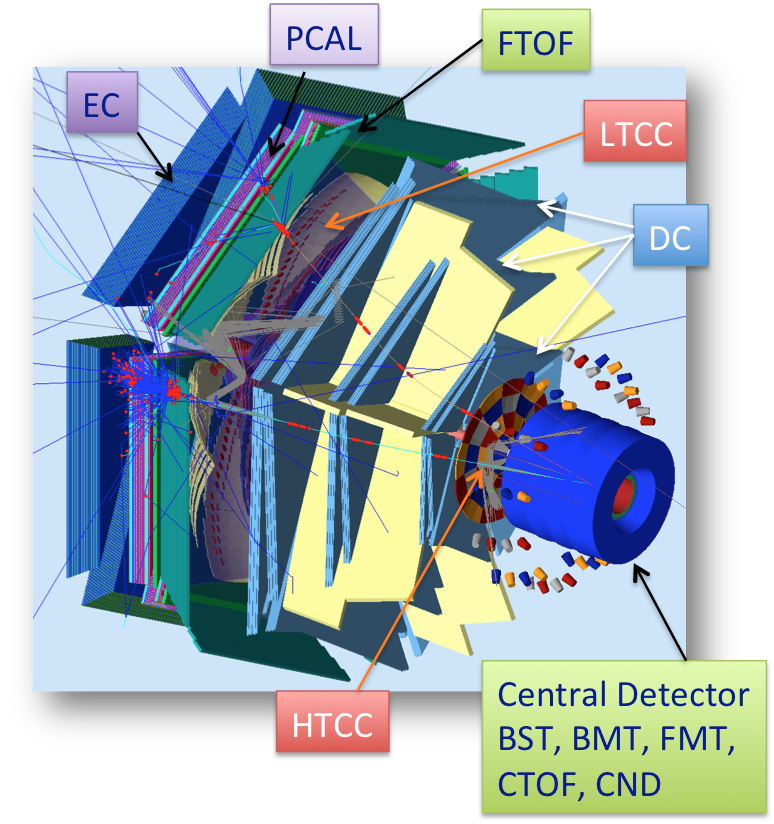 PCAL
FTOF
EC
LTCC
DC
HTCC
Central Detector
BST, BMT, FMT,
CTOF, CND